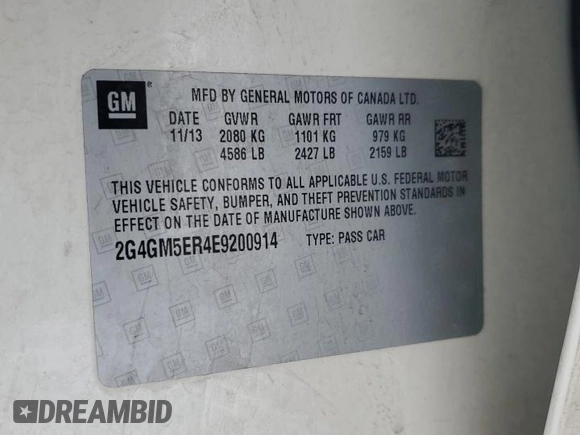 GM ®
MFD BY GENERAL MOTORS OF CANADA LTD.
DATE GVWR GAWR FRT GAWR RR
11/13 2080 KG 1101 KG 979 KG
4586 LB 2427 LB 2159 LB
THIS VEHICLE CONFORMS TO ALL APPLICABLE U.S. FEDERAL MOTOR
VEHICLE SAFETY, BUMPER, AND THEFT PREVENTION STANDARDS IN
EFFECT ON THE DATE OF MANUFACTURE SHOWN ABOVE.
2G4GM5ER4E9200914 TYPE: PASS CAR
DREAMBID